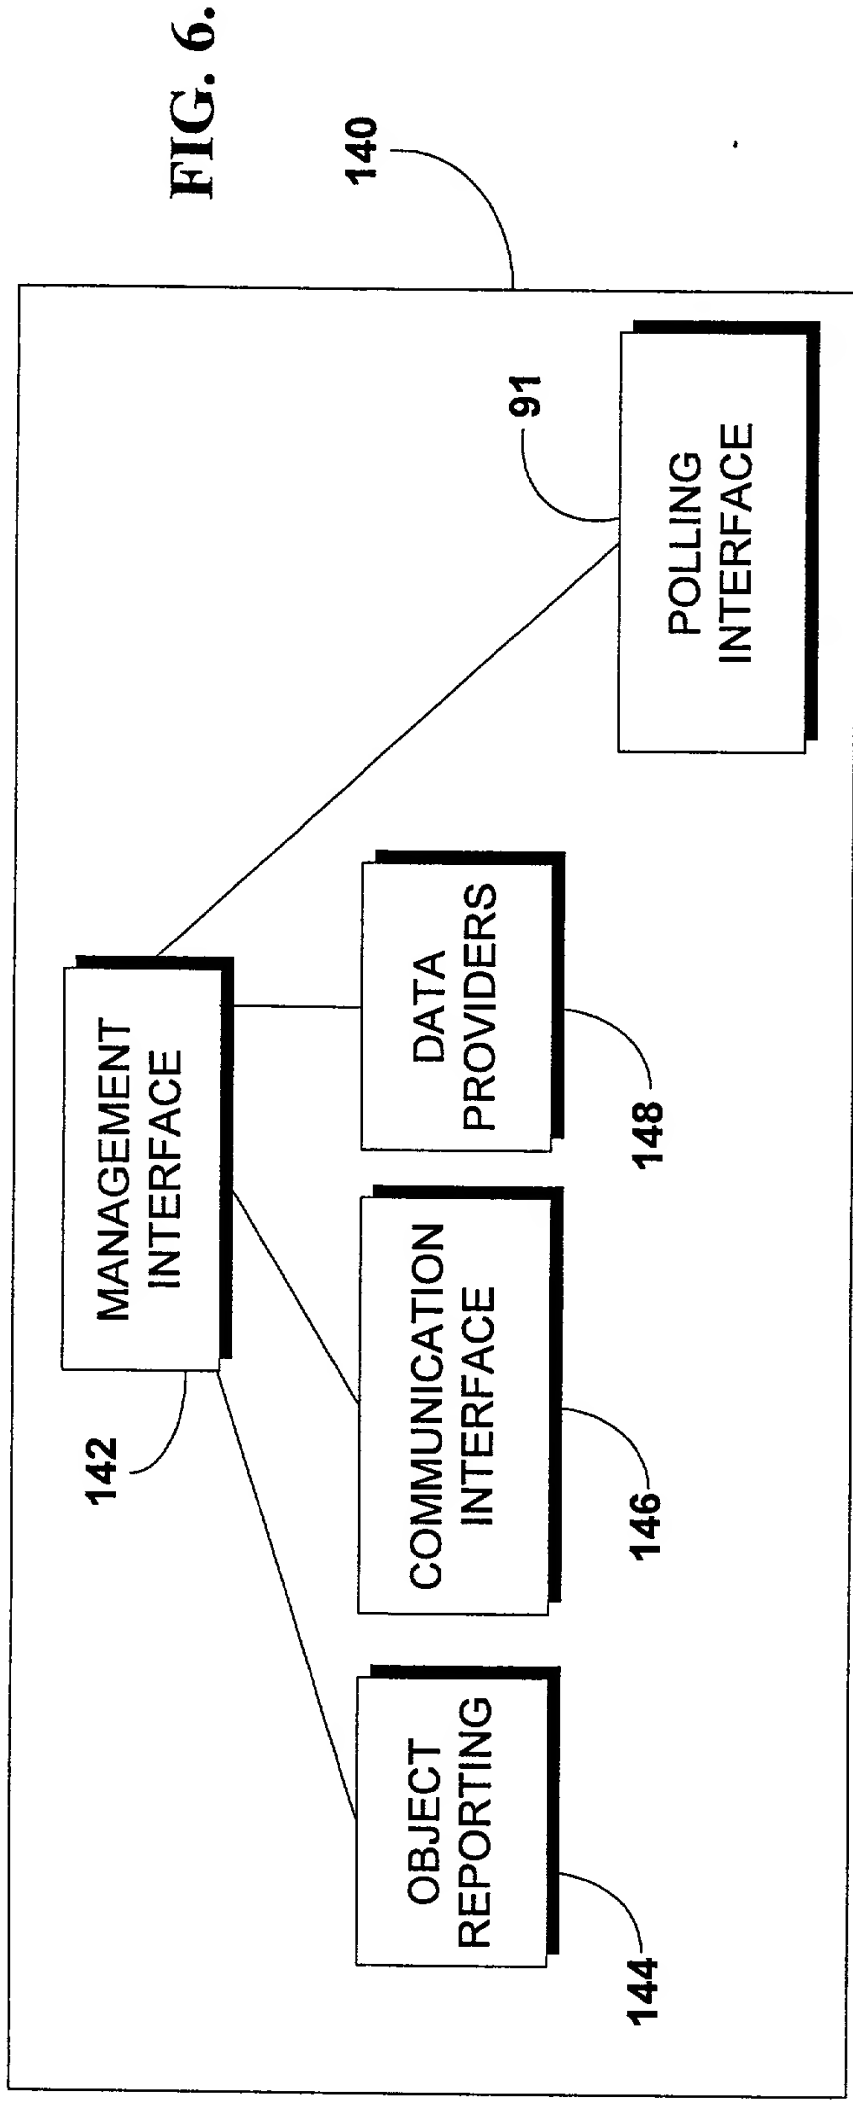 FIG. 6.
140
142
MANAGEMENT
INTERFACE
91
POLLING
INTERFACE
OBJECT
REPORTING
COMMUNICATION
INTERFACE
DATA
PROVIDERS
144
146
148